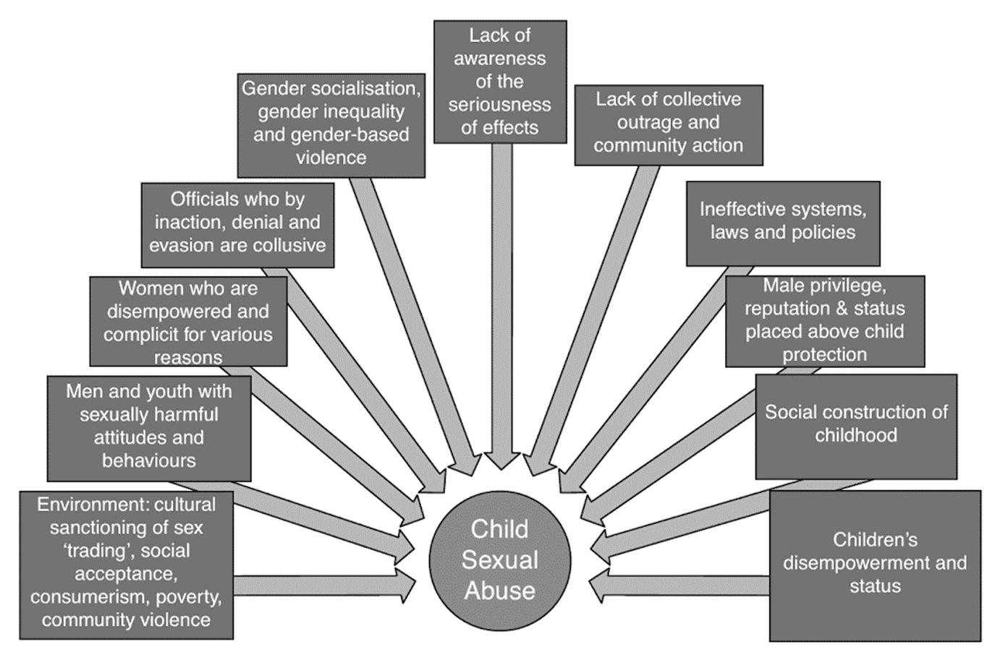 Lack of
awareness
of the
seriousness
of effects
Gender socialisation,
gender inequality
and gender-based
violence
Lack of collective
outrage and
community action
Officials who by
inaction, denial and
evasion are collusive
Ineffective systems,
laws and policies
Women who are
disempowered and
complicit for various
reasons
Male privilege,
reputation & status
placed above child
protection
Men and youth with
sexually harmful
attitudes and
behaviours
Social construction of
childhood
Environment: cultural
sanctioning of sex
‘trading’, social
acceptance,
consumerism, poverty,
community violence
Children’s
disempowerment and
status
Child
Sexual
Abuse